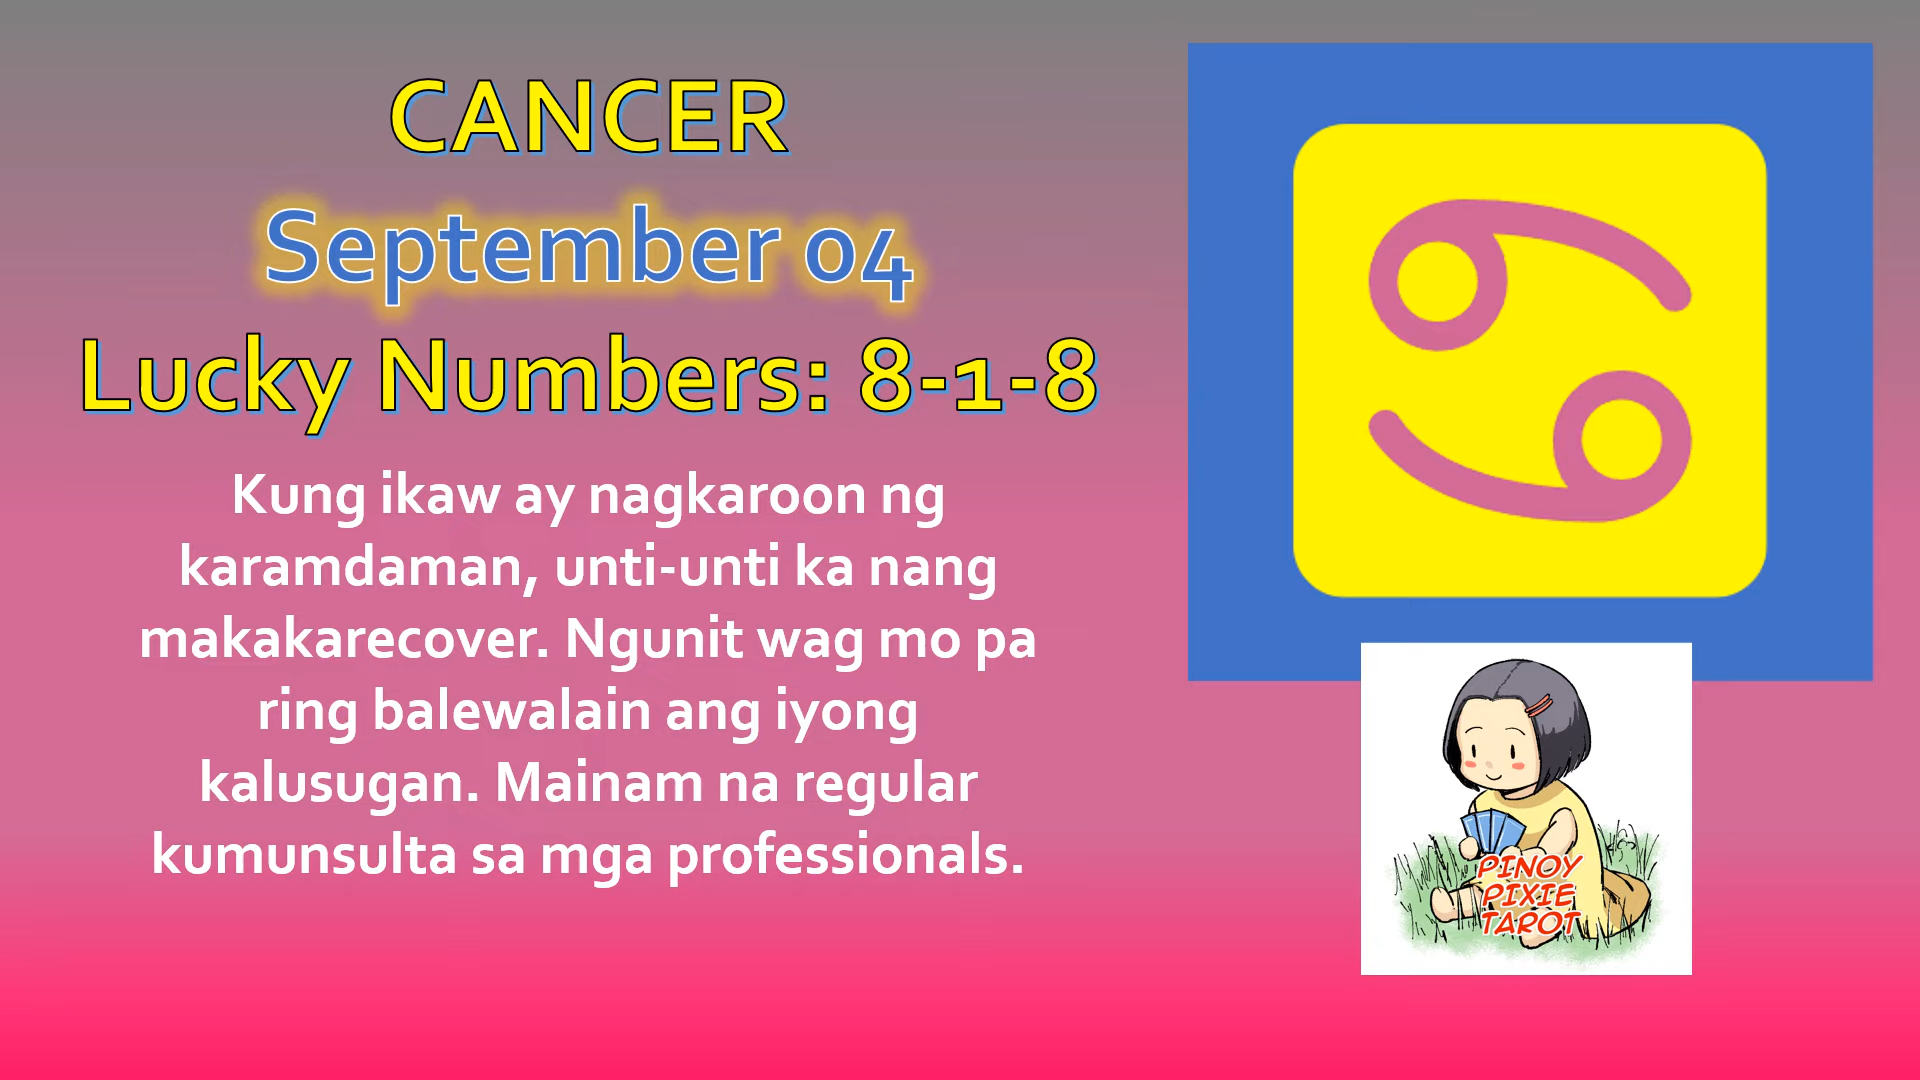 CANCER
September 04
Lucky Numbers: 8-1-8
Kung ikaw ay nagkaroon ng
karamdaman, unti-unti ka nang
makakarecover. Ngunit wag mo pa
ring balewalain ang iyong
kalusugan. Mainam na regular
kumunsulta sa mga professionals.
PINOY
PIXIE
TAROT